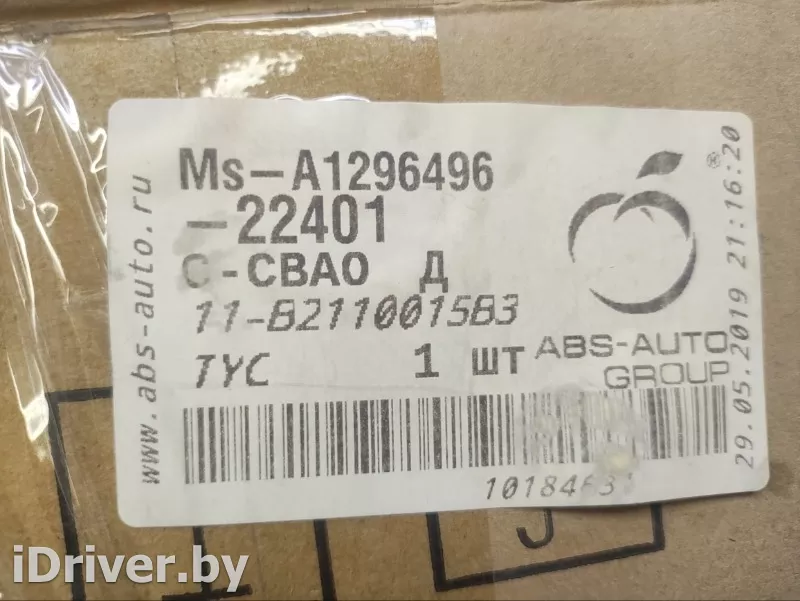 Ms-A1296496
-22401
С-СВАО Д
11-B2110015B3
TYC 1 шт
ABS-AUTO
GROUP
®
www.abs-auto.ru
29.05.2019 21:16:20
J
iDriver.by